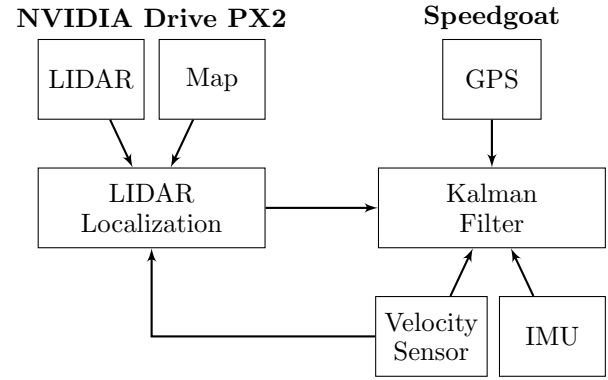 NVIDIA Drive PX2
Speedgoat
LIDAR
Map
GPS
LIDAR
Localization
Kalman
Filter
Velocity
Sensor
IMU